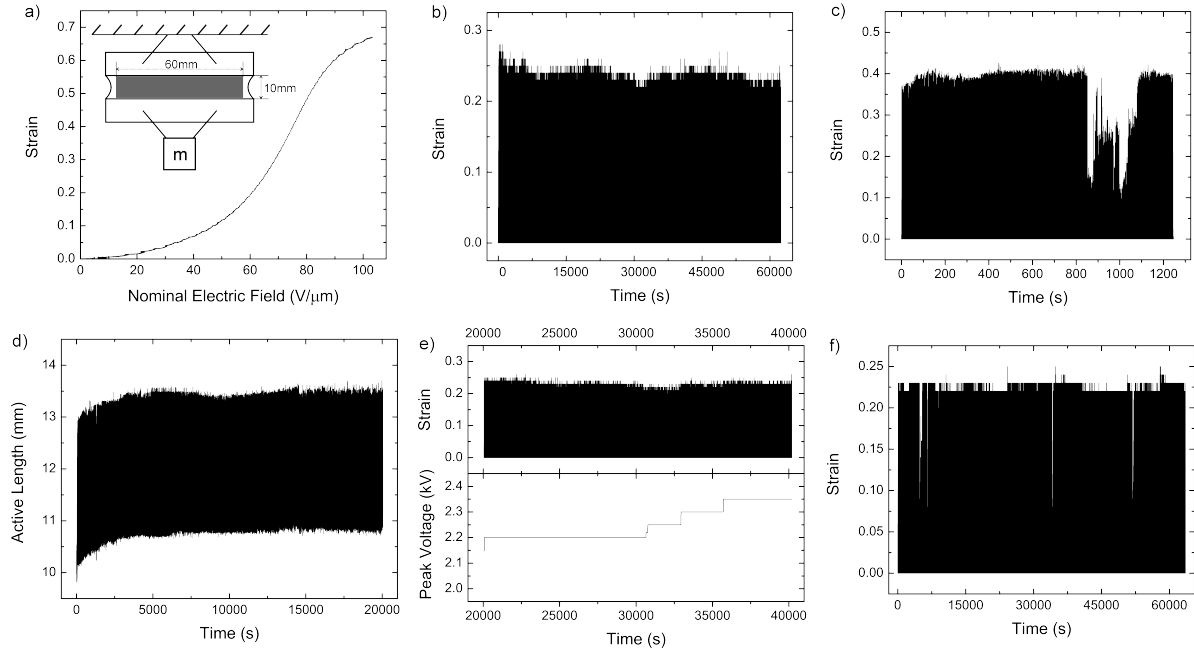 a)
0.7
0.6
0.5
0.4
0.3
0.2
0.1
0.0
Strain
60mm
10mm
m
0 20 40 60 80 100
Nominal Electric Field (V/μm)
b)
0.3
0.2
0.1
0.0
Strain
0 15000 30000 45000 60000
Time (s)
c)
0.5
0.4
0.3
0.2
0.1
0.0
Strain
0 200 400 600 800 1000 1200
Time (s)
d)
14
13
12
11
10
Active Length (mm)
0 5000 10000 15000 20000
Time (s)
e)
20000 25000 30000 35000 40000
0.3
0.2
0.1
0.0
Strain
2.4
2.3
2.2
2.1
2.0
Peak Voltage (kV)
20000 25000 30000 35000 40000
Time (s)
f)
0.25
0.20
0.15
0.10
0.05
0.00
Strain
0 15000 30000 45000 60000
Time (s)